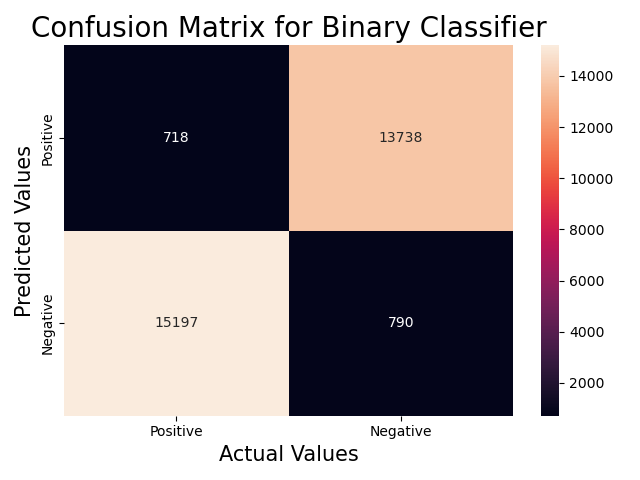 Confusion Matrix for Binary Classifier
Predicted Values
Positive
Negative
718
13738
15197
790
Positive
Negative
Actual Values
14000
12000
10000
8000
6000
4000
2000